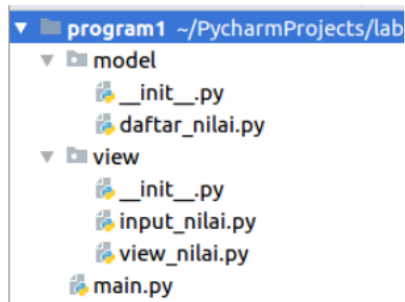 program1 ~/PycharmProjects/lab
model
__init__.py
daftar_nilai.py
view
__init__.py
input_nilai.py
view_nilai.py
main.py